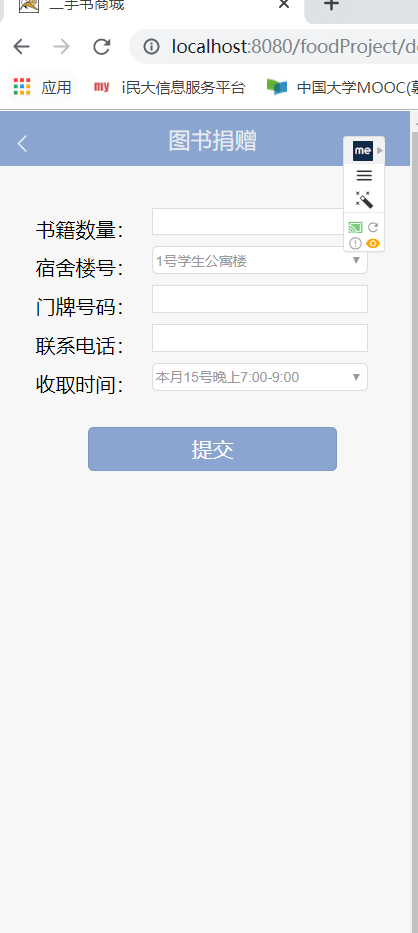 二手书商城
localhost:8080/foodProject/d
应用 my i民大信息服务平台 中国大学MOOC(慕
图书捐赠
me
书籍数量：
宿舍楼号： 1号学生公寓楼
门牌号码：
联系电话：
收取时间： 本月15号晚上7:00-9:00
提交